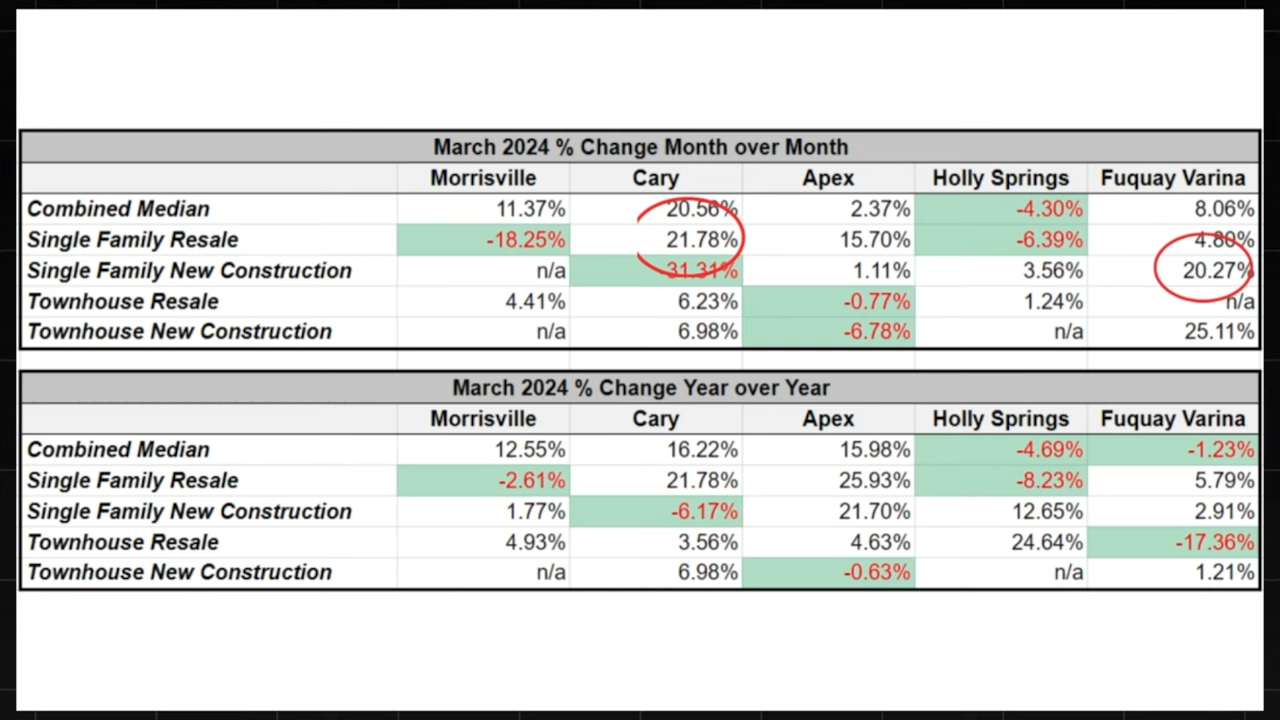 March 2024 % Change Month over Month
Morrisville Cary Apex Holly Springs Fuquay Varina
Combined Median 11.37% 20.56% 2.37% -4.30% 8.06%
Single Family Resale -18.25% 21.78% 15.70% -6.39% 4.80%
Single Family New Construction n/a 31.31% 1.11% 3.56% 20.27%
Townhouse Resale 4.41% 6.23% -0.77% 1.24% n/a
Townhouse New Construction n/a 6.98% -6.78% n/a 25.11%
March 2024 % Change Year over Year
Morrisville Cary Apex Holly Springs Fuquay Varina
Combined Median 12.55% 16.22% 15.98% -4.69% -1.23%
Single Family Resale -2.61% 21.78% 25.93% -8.23% 5.79%
Single Family New Construction 1.77% -6.17% 21.70% 12.65% 2.91%
Townhouse Resale 4.93% 3.56% 4.63% 24.64% -17.36%
Townhouse New Construction n/a 6.98% -0.63% n/a 1.21%